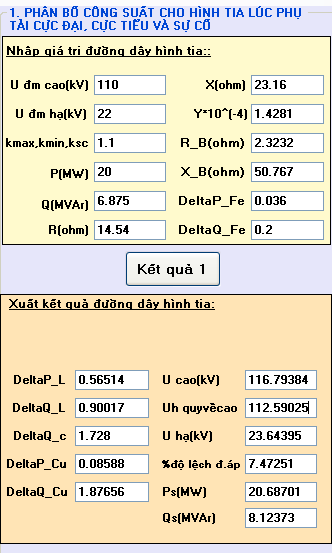 1. PHÂN BỐ CÔNG SUẤT CHO HÌNH TIA LÚC PHỤ
TẢI CỰC ĐẠI, CỰC TIỂU VÀ SỰ CỐ
Nhập giá trị đường dây hình tia::
U đm cao(kV) 110 X(ohm) 23.16
U đm hạ(kV) 22 Y*10^(-4) 1.4281
kmax,kmin,ksc 1.1 R_B(ohm) 2.3232
P(MW) 20 X_B(ohm) 50.767
Q(MVAr) 6.875 DeltaP_Fe 0.036
R(ohm) 14.54 DeltaQ_Fe 0.2
Kết quả 1
Xuất kết quả đường dây hình tia:
DeltaP_L 0.56514 U cao(kV) 116.79384
DeltaQ_L 0.90017 Uh quyvềcao 112.59025
DeltaQ_c 1.728 U hạ(kV) 23.64395
DeltaP_Cu 0.08588 %độ lệch đ.áp 7.47251
DeltaQ_Cu 1.87656 Ps(MW) 20.68701
Qs(MVAr) 8.12373